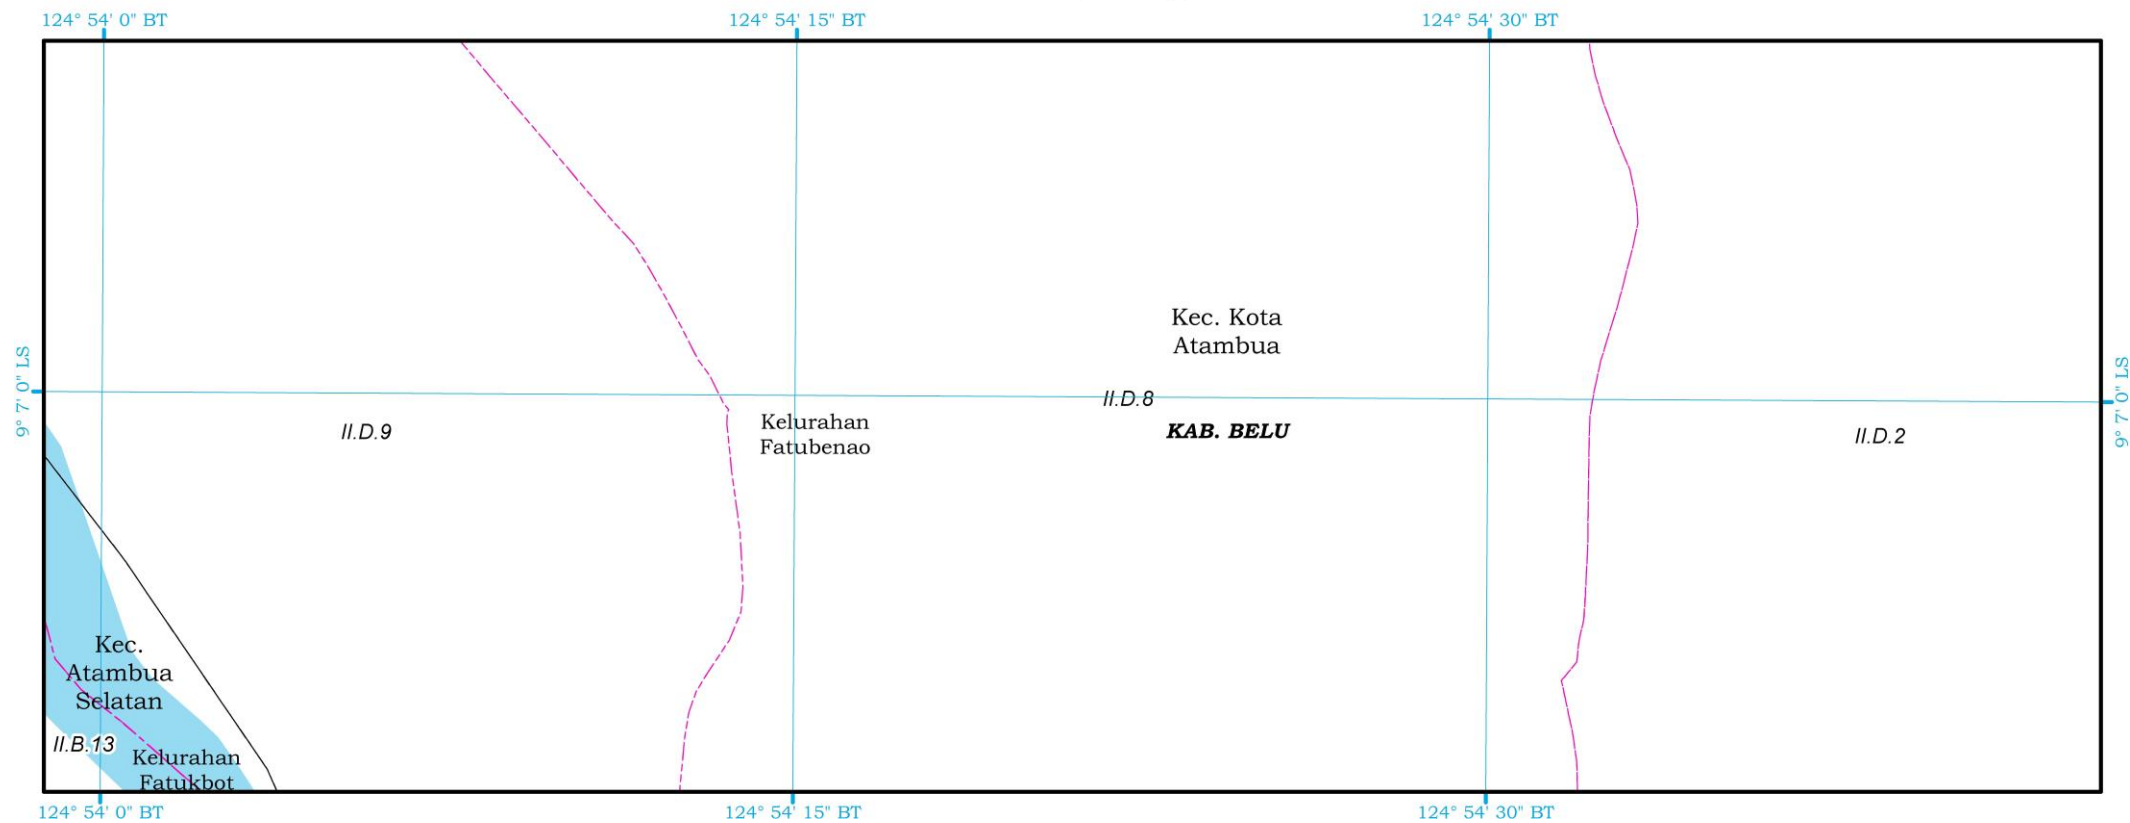 124° 54' 0" BT
124° 54' 15" BT
124° 54' 30" BT
Kec. Kota
Atambua
9° 7' 0" LS
9° 7' 0" LS
II.D.8
II.D.9
Kelurahan
Fatubenao
KAB. BELU
II.D.2
Kec.
Atambua
Selatan
II.B.13
Kelurahan
Fatukbot
124° 54' 0" BT
124° 54' 15" BT
124° 54' 30" BT